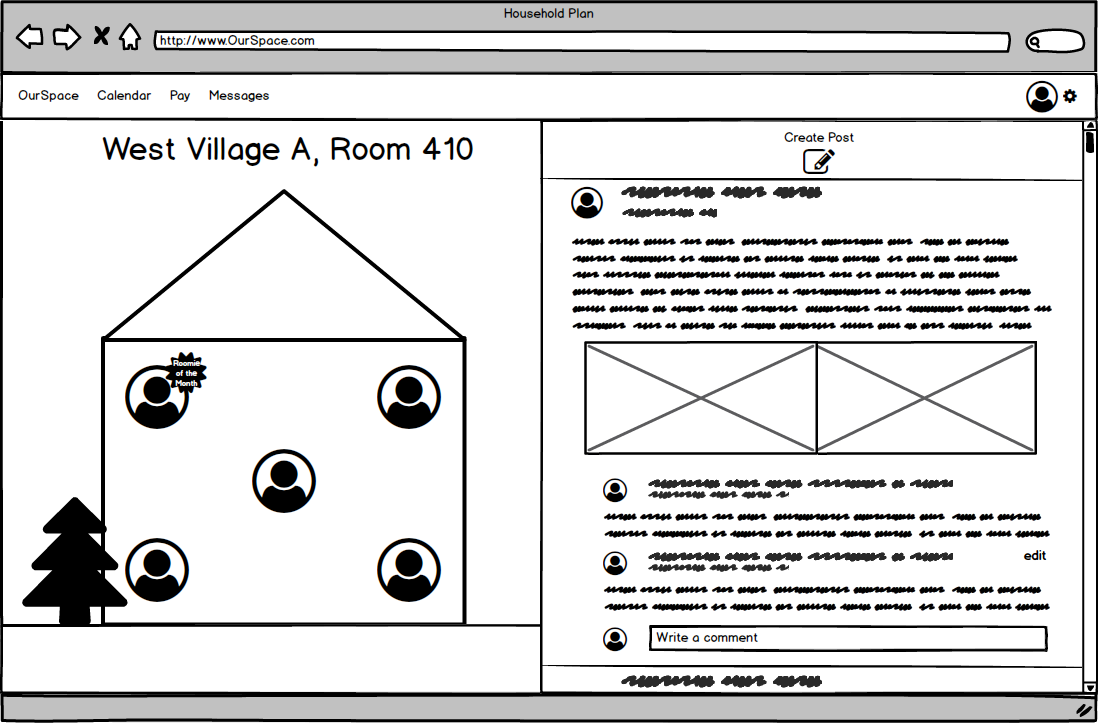 Household Plan
http://www.OurSpace.com
OurSpace Calendar Pay Messages
West Village A, Room 410
Create Post
Roomie
of the
Month
edit
Write a comment